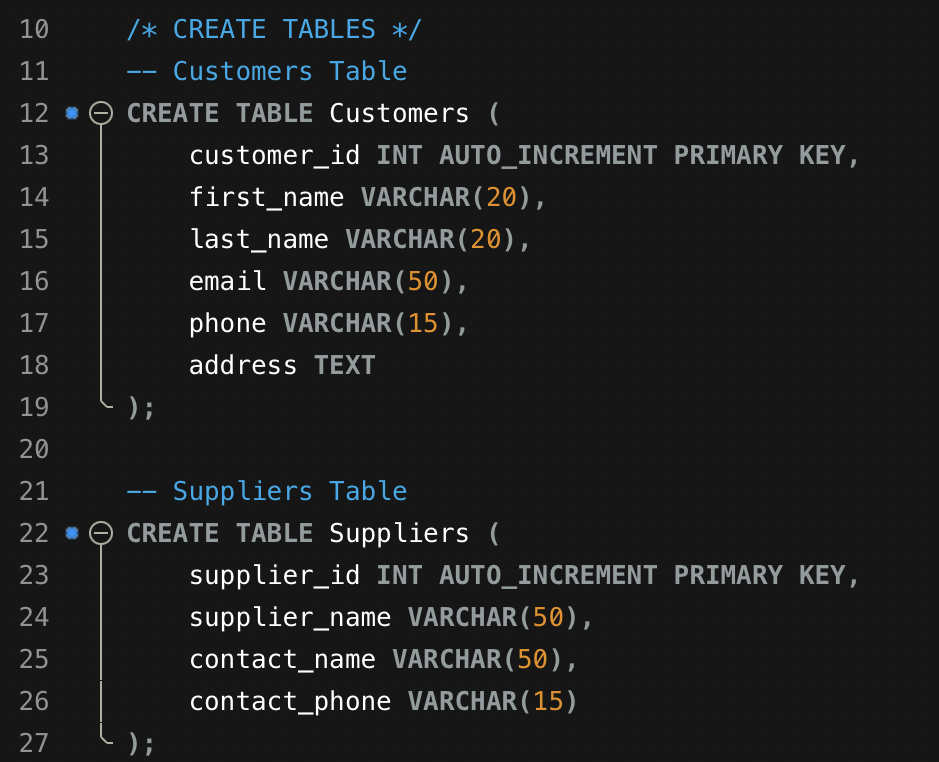 10 /* CREATE TABLES */
11 -- Customers Table
12 CREATE TABLE Customers (
13 customer_id INT AUTO_INCREMENT PRIMARY KEY,
14 first_name VARCHAR(20),
15 last_name VARCHAR(20),
16 email VARCHAR(50),
17 phone VARCHAR(15),
18 address TEXT
19 );
20
21 -- Suppliers Table
22 CREATE TABLE Suppliers (
23 supplier_id INT AUTO_INCREMENT PRIMARY KEY,
24 supplier_name VARCHAR(50),
25 contact_name VARCHAR(50),
26 contact_phone VARCHAR(15)
27 );